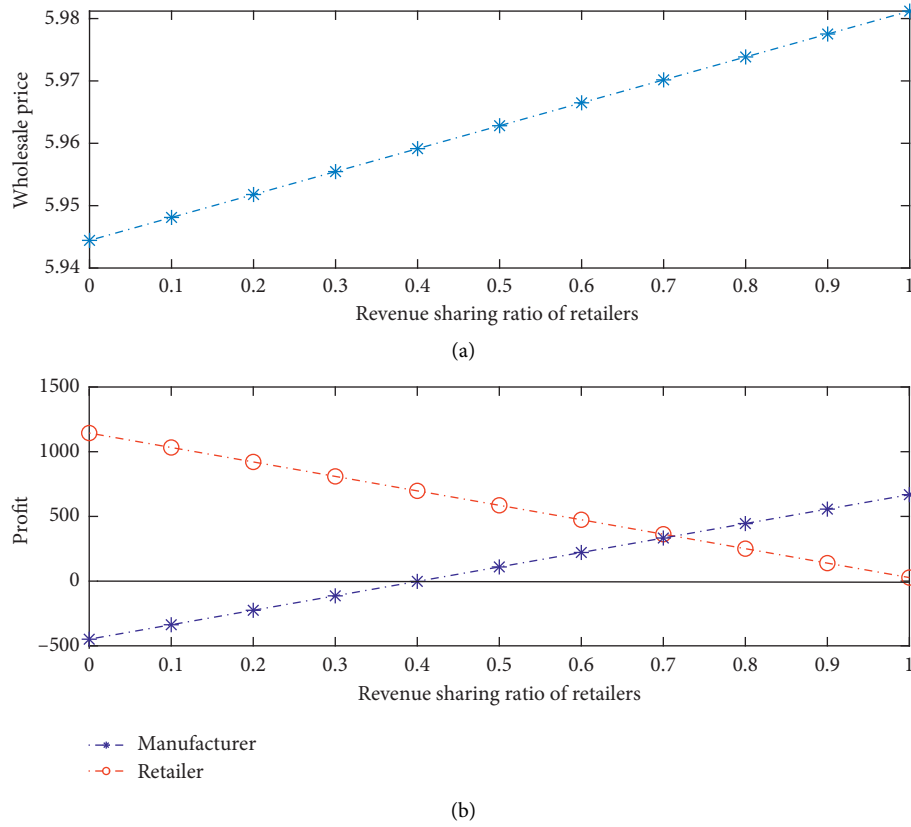 5.98
5.97
5.96
5.95
5.94
Wholesale price
0 0.1 0.2 0.3 0.4 0.5 0.6 0.7 0.8 0.9 1
Revenue sharing ratio of retailers
(a)
1500
1000
500
0
–500
Profit
0 0.1 0.2 0.3 0.4 0.5 0.6 0.7 0.8 0.9 1
Revenue sharing ratio of retailers
Manufacturer
Retailer
(b)